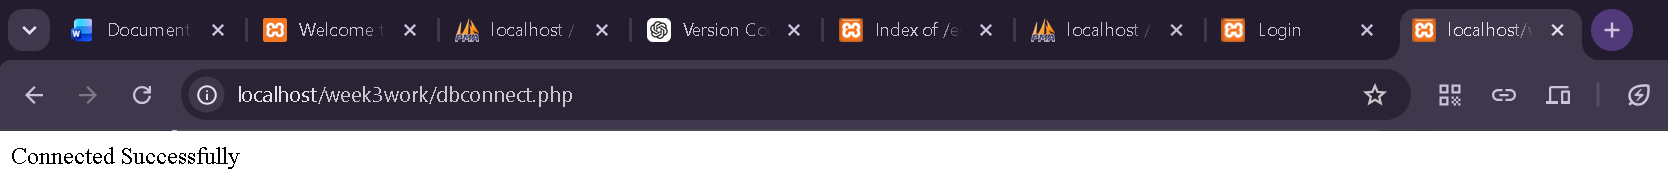 Document
Welcome t
localhost /
Version Co
Index of /e
localhost /
Login
localhost/w
localhost/week3work/dbconnect.php
Connected Successfully